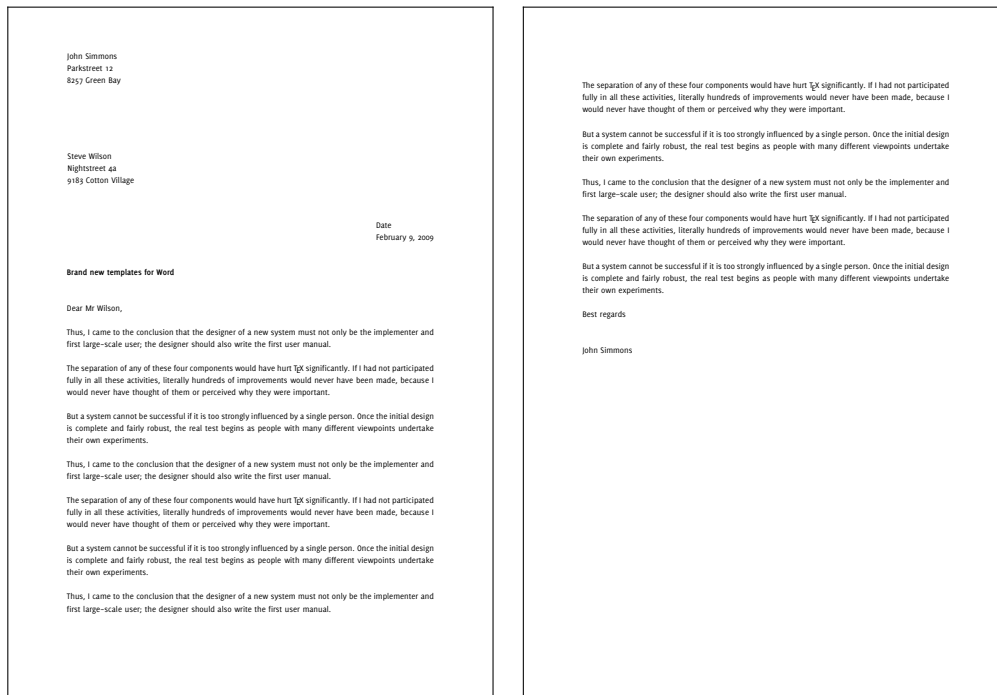 John Simmons
Parkstreet 12
8257 Green Bay
Steve Wilson
Nightstreet 4a
9183 Cotton Village
Date
February 9, 2009
Brand new templates for Word
Dear Mr Wilson,
Thus, I came to the conclusion that the designer of a new system must not only be the implementer and
first large-scale user; the designer should also write the first user manual.
The separation of any of these four components would have hurt TEX significantly. If I had not participated
fully in all these activities, literally hundreds of improvements would never have been made, because I
would never have thought of them or perceived why they were important.
But a system cannot be successful if it is too strongly influenced by a single person. Once the initial design
is complete and fairly robust, the real test begins as people with many different viewpoints undertake
their own experiments.
Thus, I came to the conclusion that the designer of a new system must not only be the implementer and
first large-scale user; the designer should also write the first user manual.
The separation of any of these four components would have hurt TEX significantly. If I had not participated
fully in all these activities, literally hundreds of improvements would never have been made, because I
would never have thought of them or perceived why they were important.
But a system cannot be successful if it is too strongly influenced by a single person. Once the initial design
is complete and fairly robust, the real test begins as people with many different viewpoints undertake
their own experiments.
Thus, I came to the conclusion that the designer of a new system must not only be the implementer and
first large-scale user; the designer should also write the first user manual.
The separation of any of these four components would have hurt TEX significantly. If I had not participated
fully in all these activities, literally hundreds of improvements would never have been made, because I
would never have thought of them or perceived why they were important.
But a system cannot be successful if it is too strongly influenced by a single person. Once the initial design
is complete and fairly robust, the real test begins as people with many different viewpoints undertake
their own experiments.
Thus, I came to the conclusion that the designer of a new system must not only be the implementer and
first large-scale user; the designer should also write the first user manual.
The separation of any of these four components would have hurt TEX significantly. If I had not participated
fully in all these activities, literally hundreds of improvements would never have been made, because I
would never have thought of them or perceived why they were important.
But a system cannot be successful if it is too strongly influenced by a single person. Once the initial design
is complete and fairly robust, the real test begins as people with many different viewpoints undertake
their own experiments.
Best regards
John Simmons